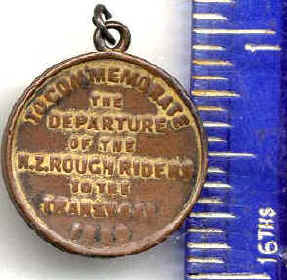 TO COMMEMORATE
THE
DEPARTURE
OF THE
N.Z. ROUGH RIDERS
TO THE
TRANSVAAL
16THS